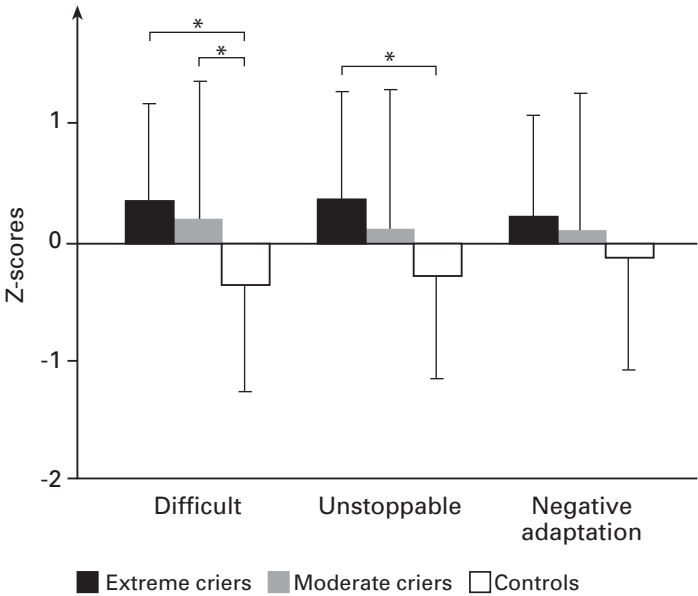 *
*
*
1
0
Z-scores
-1
-2
Difficult
Unstoppable
Negative
adaptation
Extreme criers
Moderate criers
Controls